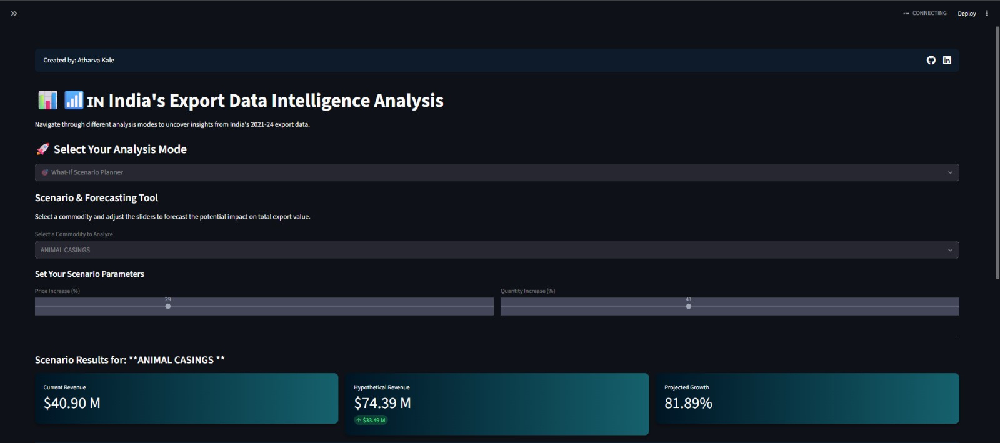 CONNECTING Deploy
Created by: Atharva Kale
IN India's Export Data Intelligence Analysis
Navigate through different analysis modes to uncover insights from India's 2021-24 export data.
Select Your Analysis Mode
What-If Scenario Planner
Scenario & Forecasting Tool
Select a commodity and adjust the sliders to forecast the potential impact on total export value.
Select a Commodity to Analyze
ANIMAL CASINGS
Set Your Scenario Parameters
Price Increase (%) Quantity Increase (%)
29 41
Scenario Results for: **ANIMAL CASINGS **
Current Revenue Hypothetical Revenue Projected Growth
$40.90 M $74.39 M 81.89%
↑ $33.49 M